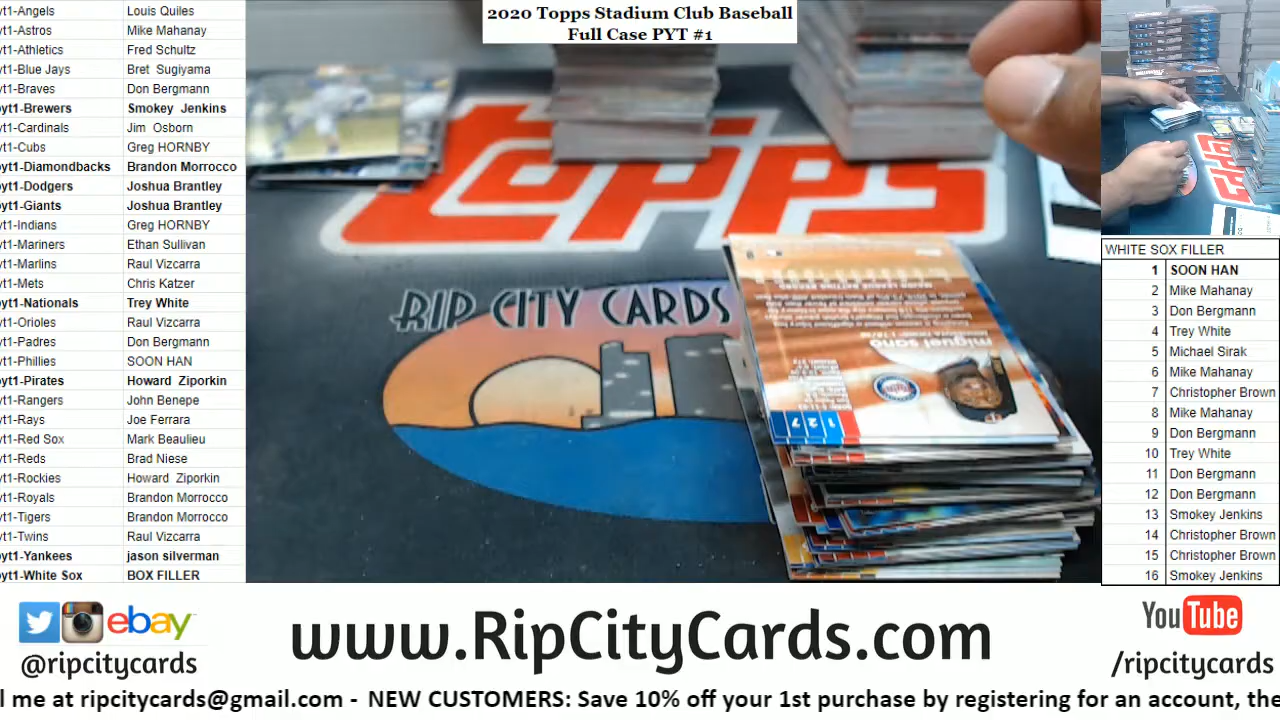 2020 Topps Stadium Club Baseball
Full Case PYT #1
yt1-Angels Louis Quiles
yt1-Astros Mike Mahanay
yt1-Athletics Fred Schultz
yt1-Blue Jays Bret Sugiyama
yt1-Braves Don Bergmann
yt1-Brewers Smokey Jenkins
yt1-Cardinals Jim Osborn
yt1-Cubs Greg HORNBY
yt1-Diamondbacks Brandon Morrocco
yt1-Dodgers Joshua Brantley
yt1-Giants Joshua Brantley
yt1-Indians Greg HORNBY
yt1-Mariners Ethan Sullivan
yt1-Marlins Raul Vizcarra
yt1-Mets Chris Katzer
yt1-Nationals Trey White
yt1-Orioles Raul Vizcarra
yt1-Padres Don Bergmann
yt1-Phillies SOON HAN
yt1-Pirates Howard Ziporkin
yt1-Rangers John Benepe
yt1-Rays Joe Ferrara
yt1-Red Sox Mark Beaulieu
yt1-Reds Brad Niese
yt1-Rockies Howard Ziporkin
yt1-Royals Brandon Morrocco
yt1-Tigers Brandon Morrocco
yt1-Twins Raul Vizcarra
yt1-Yankees jason silverman
yt1-White Sox BOX FILLER
Topps
RIP CITY CARDS
miguel sano
127
WHITE SOX FILLER
1 SOON HAN
2 Mike Mahanay
3 Don Bergmann
4 Trey White
5 Michael Sirak
6 Mike Mahanay
7 Christopher Brown
8 Mike Mahanay
9 Don Bergmann
10 Trey White
11 Don Bergmann
12 Don Bergmann
13 Smokey Jenkins
14 Christopher Brown
15 Christopher Brown
16 Smokey Jenkins
ebay
@ripcitycards
www.RipCityCards.com
YouTube
/ripcitycards
l me at ripcitycards@gmail.com - NEW CUSTOMERS: Save 10% off your 1st purchase by registering for an account, the